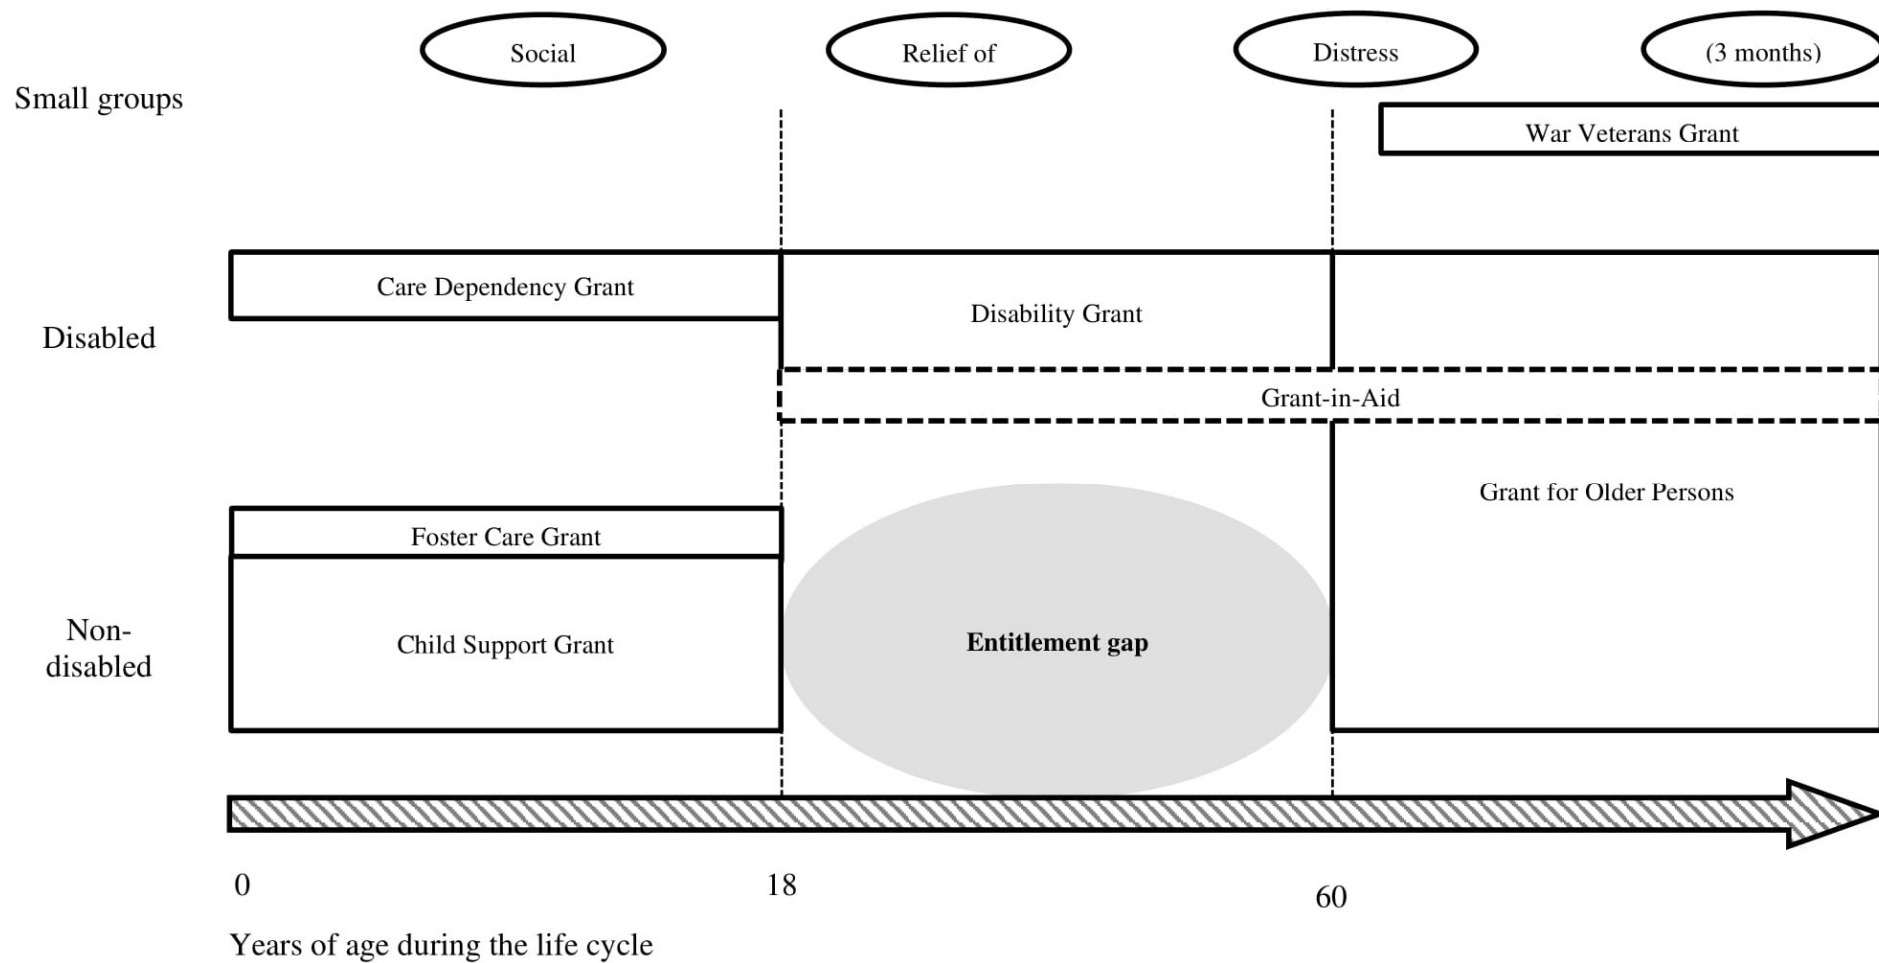 Social
Relief of
Distress
(3 months)
Small groups
War Veterans Grant
Care Dependency Grant
Disability Grant
Disabled
Grant-in-Aid
Grant for Older Persons
Foster Care Grant
Non-
disabled
Child Support Grant
Entitlement gap
0
18
60
Years of age during the life cycle